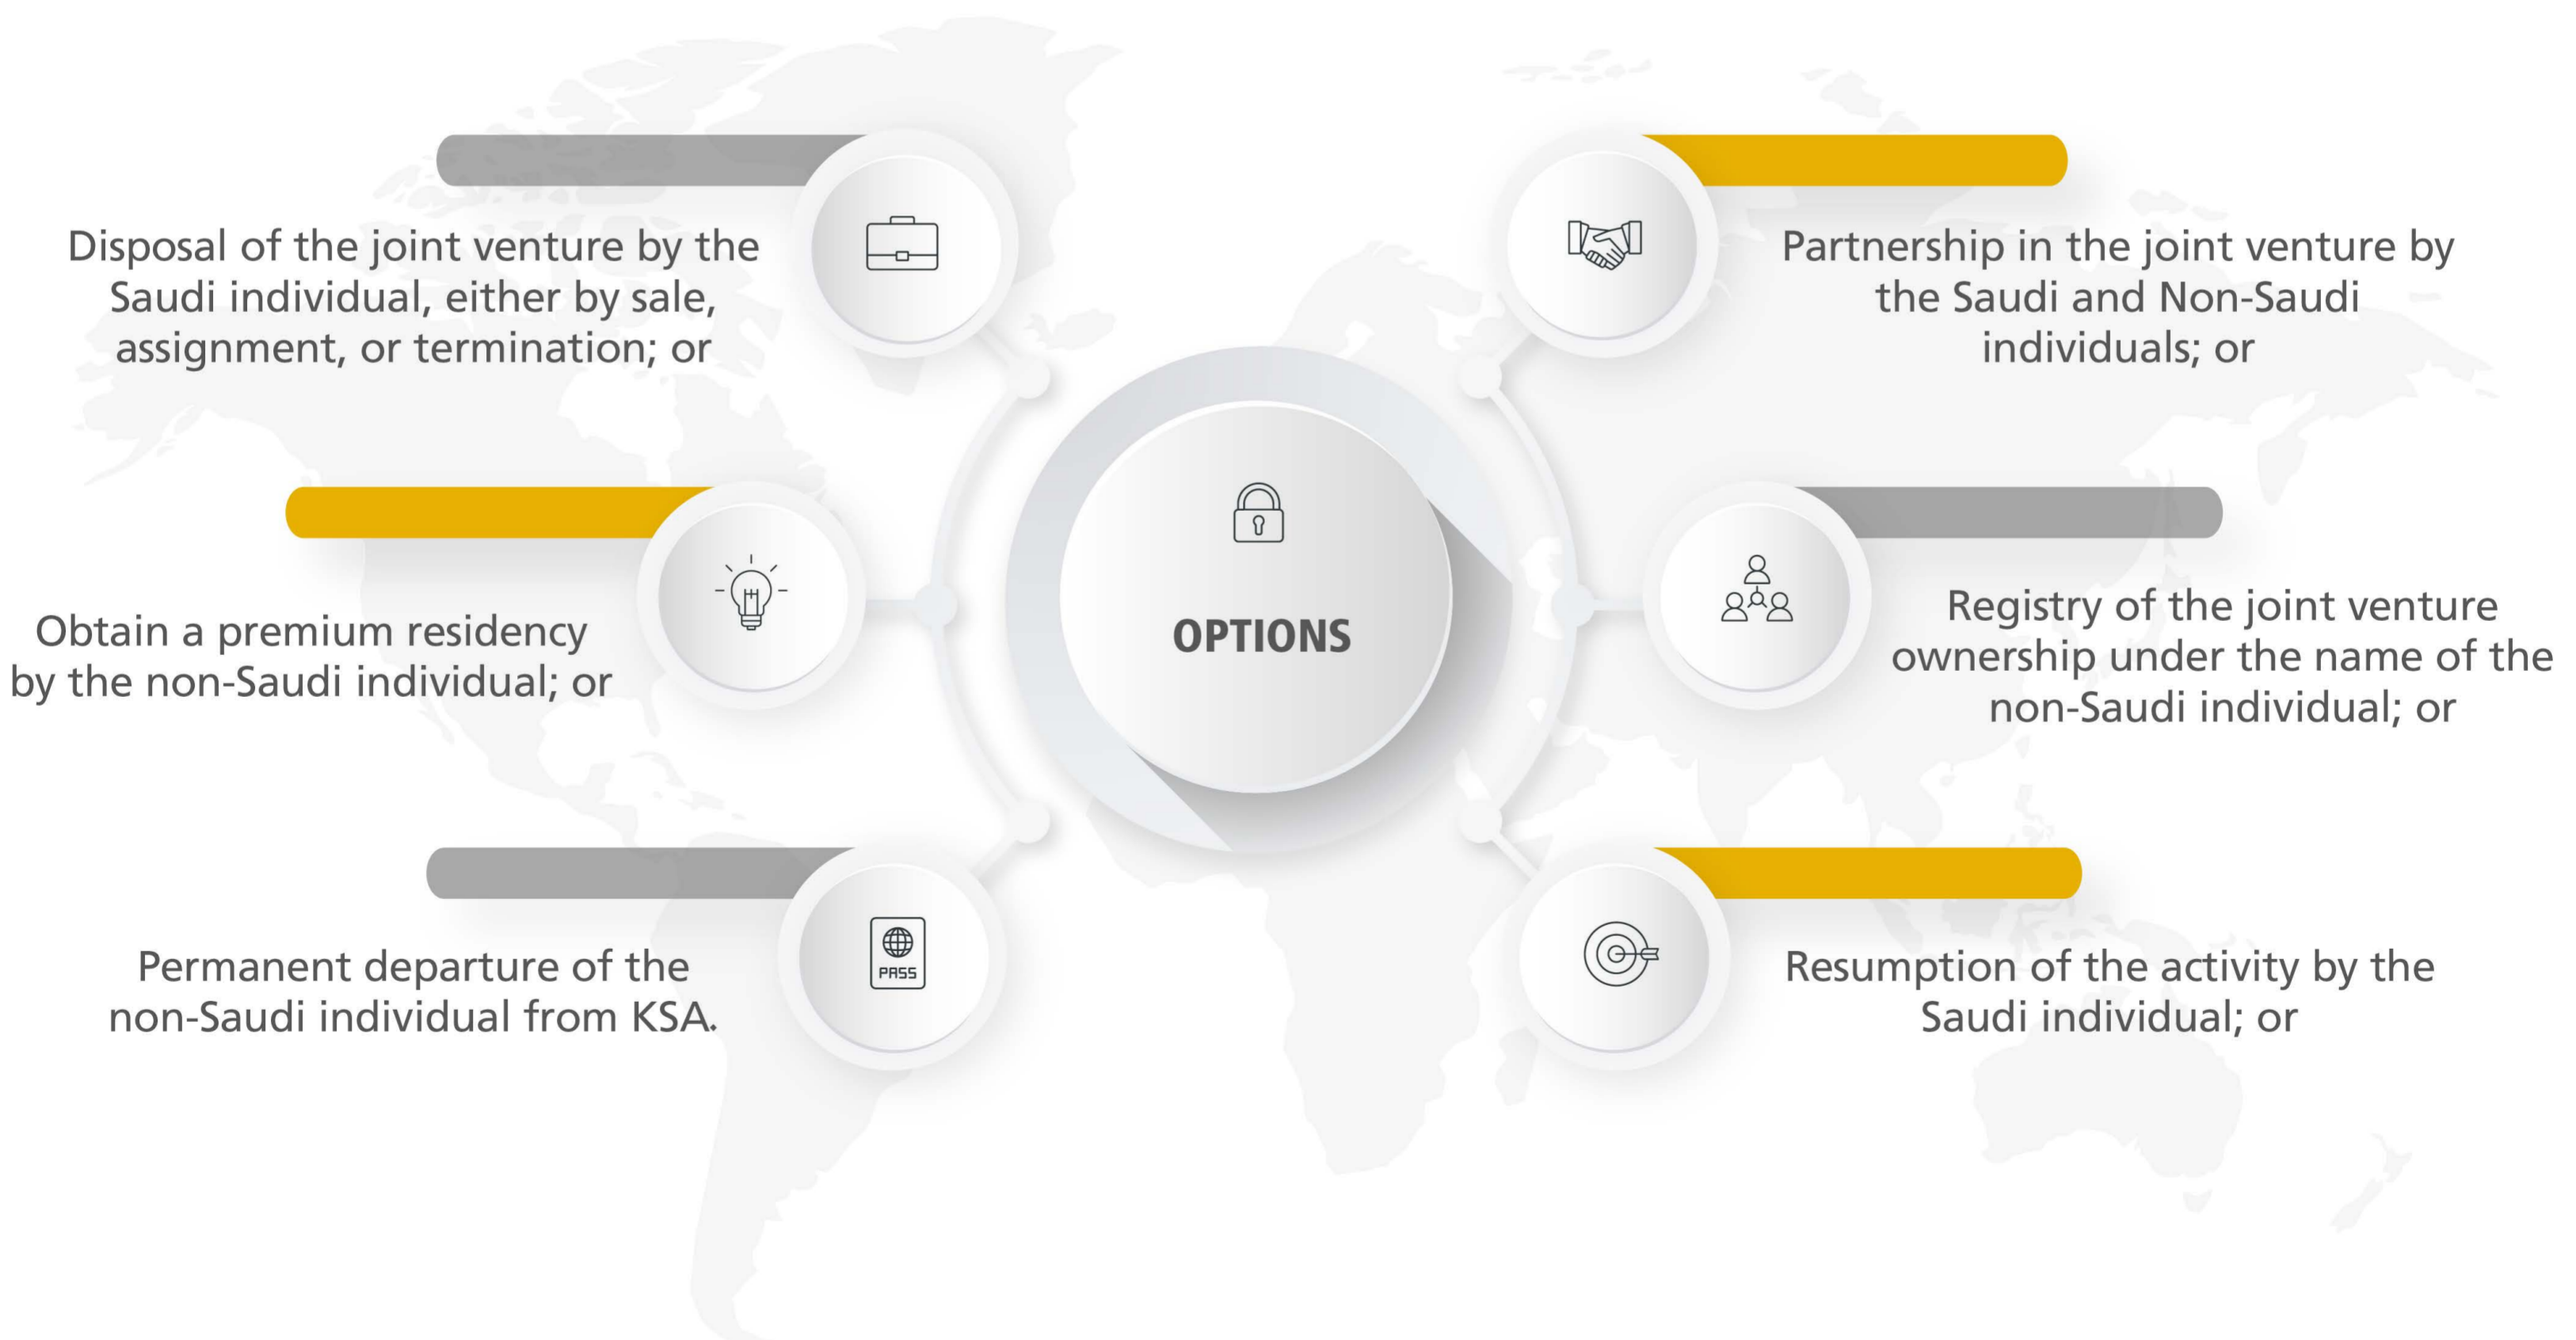 Disposal of the joint venture by the
Saudi individual, either by sale,
assignment, or termination; or
Partnership in the joint venture by
the Saudi and Non-Saudi
individuals; or
Obtain a premium residency
by the non-Saudi individual; or
OPTIONS
Registry of the joint venture
ownership under the name of the
non-Saudi individual; or
Permanent departure of the
non-Saudi individual from KSA.
PASS
Resumption of the activity by the
Saudi individual; or